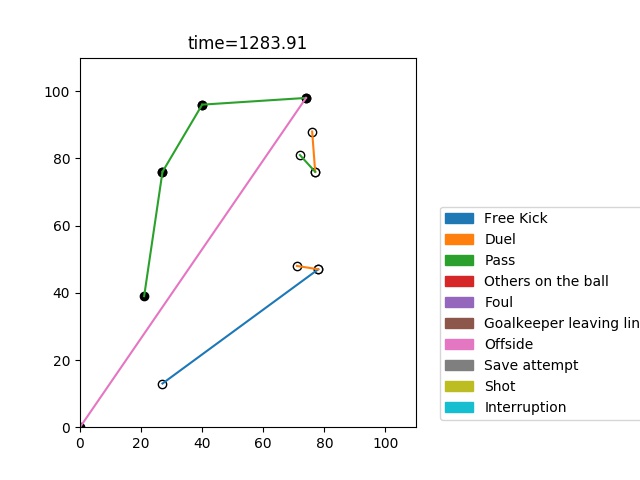 time=1283.91
100
80
60
40
20
0
0 20 40 60 80 100
Free Kick
Duel
Pass
Others on the ball
Foul
Goalkeeper leaving lin
Offside
Save attempt
Shot
Interruption